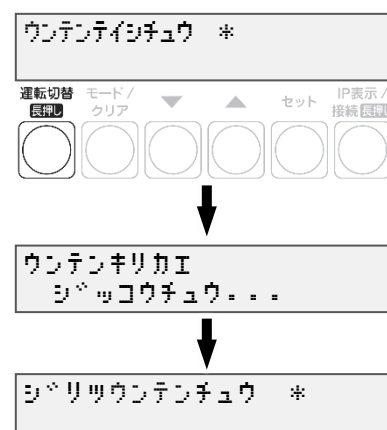 ウンテンテイシチュウ ＊
運転切替
長押し
モード/
クリア
▼
▲
セット
IP表示/
接続 長押し
ウンテンキリカエ
ジッコウチュウ...
ジリツウンテンチュウ ＊